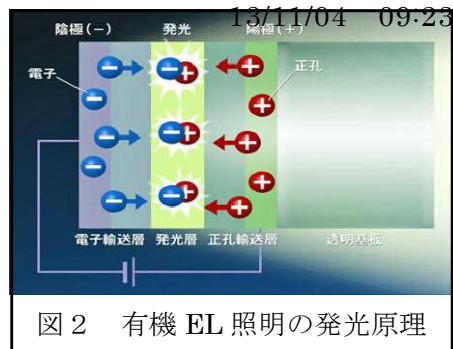 13/11/04 09:23
陰極(−) 発光 陽極(+)
電子 正孔
電子輸送層 発光層 正孔輸送層 透明基板
図2 有機 EL 照明の発光原理